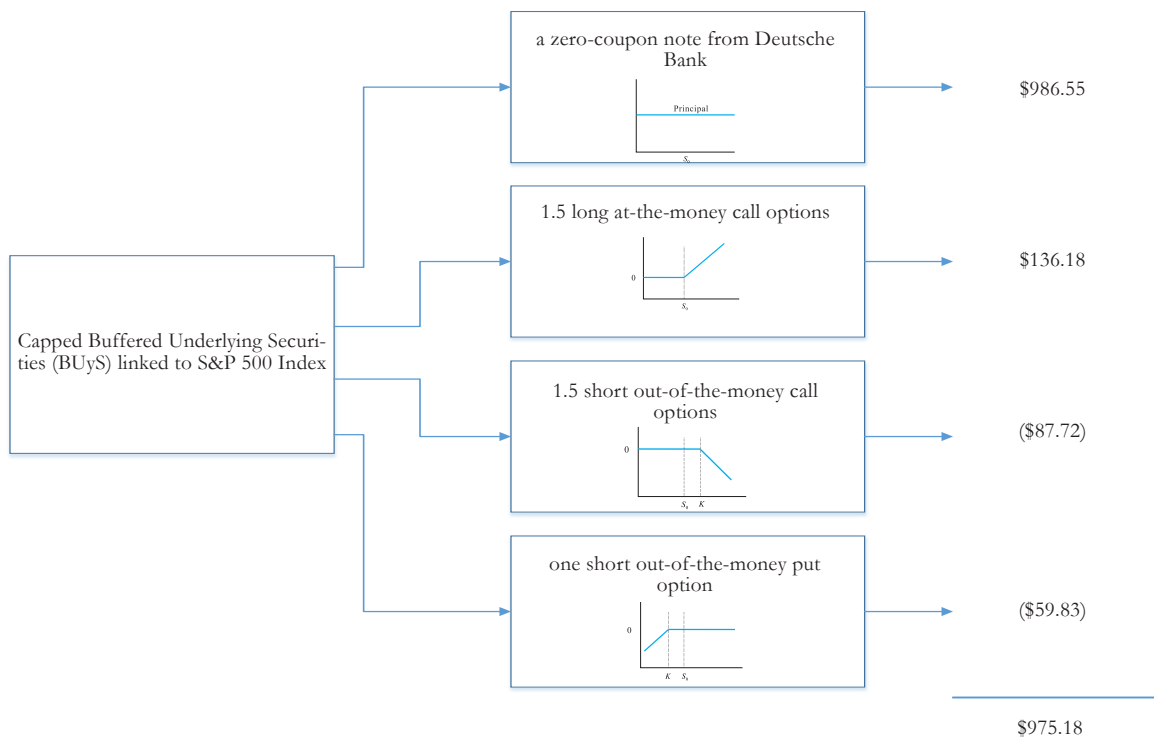 a zero-coupon note from Deutsche
Bank
Principal
S₀
$986.55
1.5 long at-the-money call options
0
S₀
$136.18
Capped Buffered Underlying Securi-
ties (BUyS) linked to S&P 500 Index
1.5 short out-of-the-money call
options
0
S₀ K
($87.72)
one short out-of-the-money put
option
0
K S₀
($59.83)
$975.18